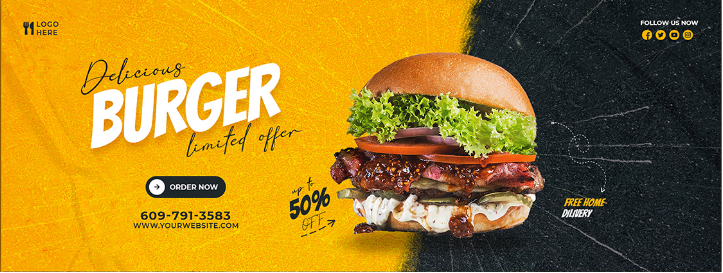 LOGO
HERE
FOLLOW US NOW
Delicious
BURGER
limited offer
ORDER NOW
609-791-3583
WWW.YOURWEBSITE.COM
up to
50%
OFF
FREE HOME
DILIVERY